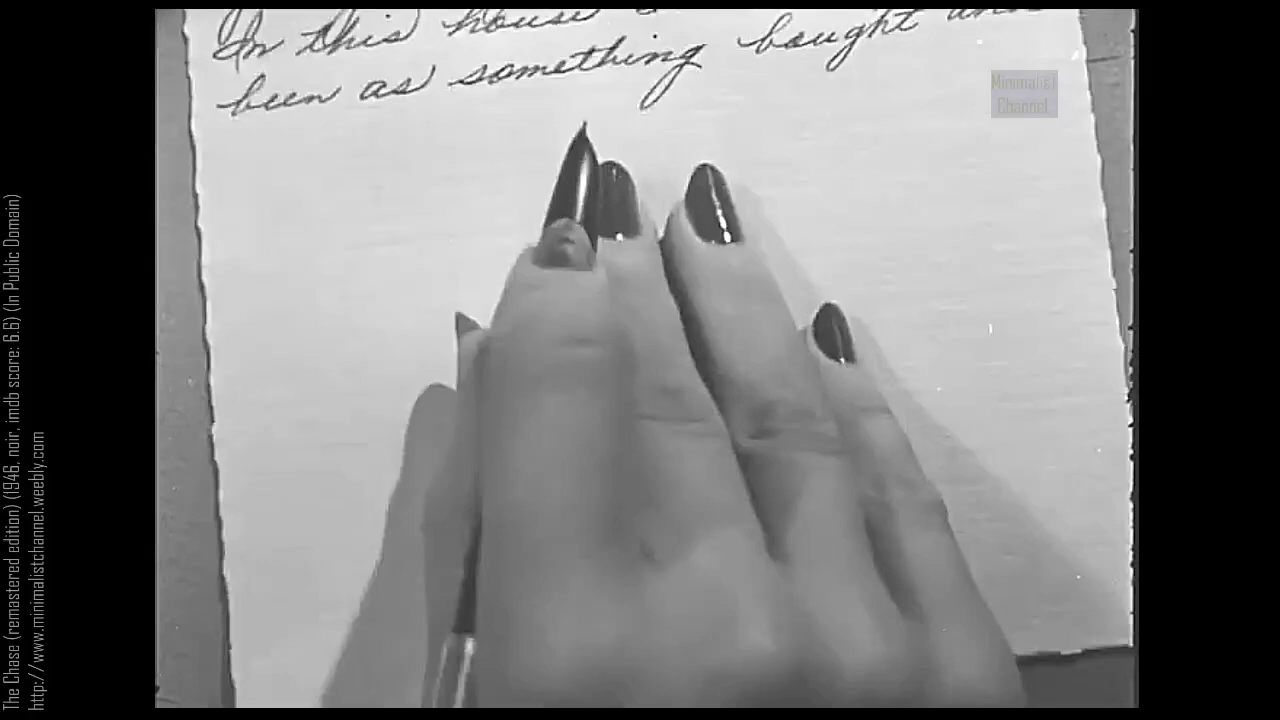 In this house
been as something bought and
Minimalist
Channel
The Chase (remastered edition) (1946, noir, imdb score: 6.6) (In Public Domain)
http://www.minimalistchannel.weebly.com